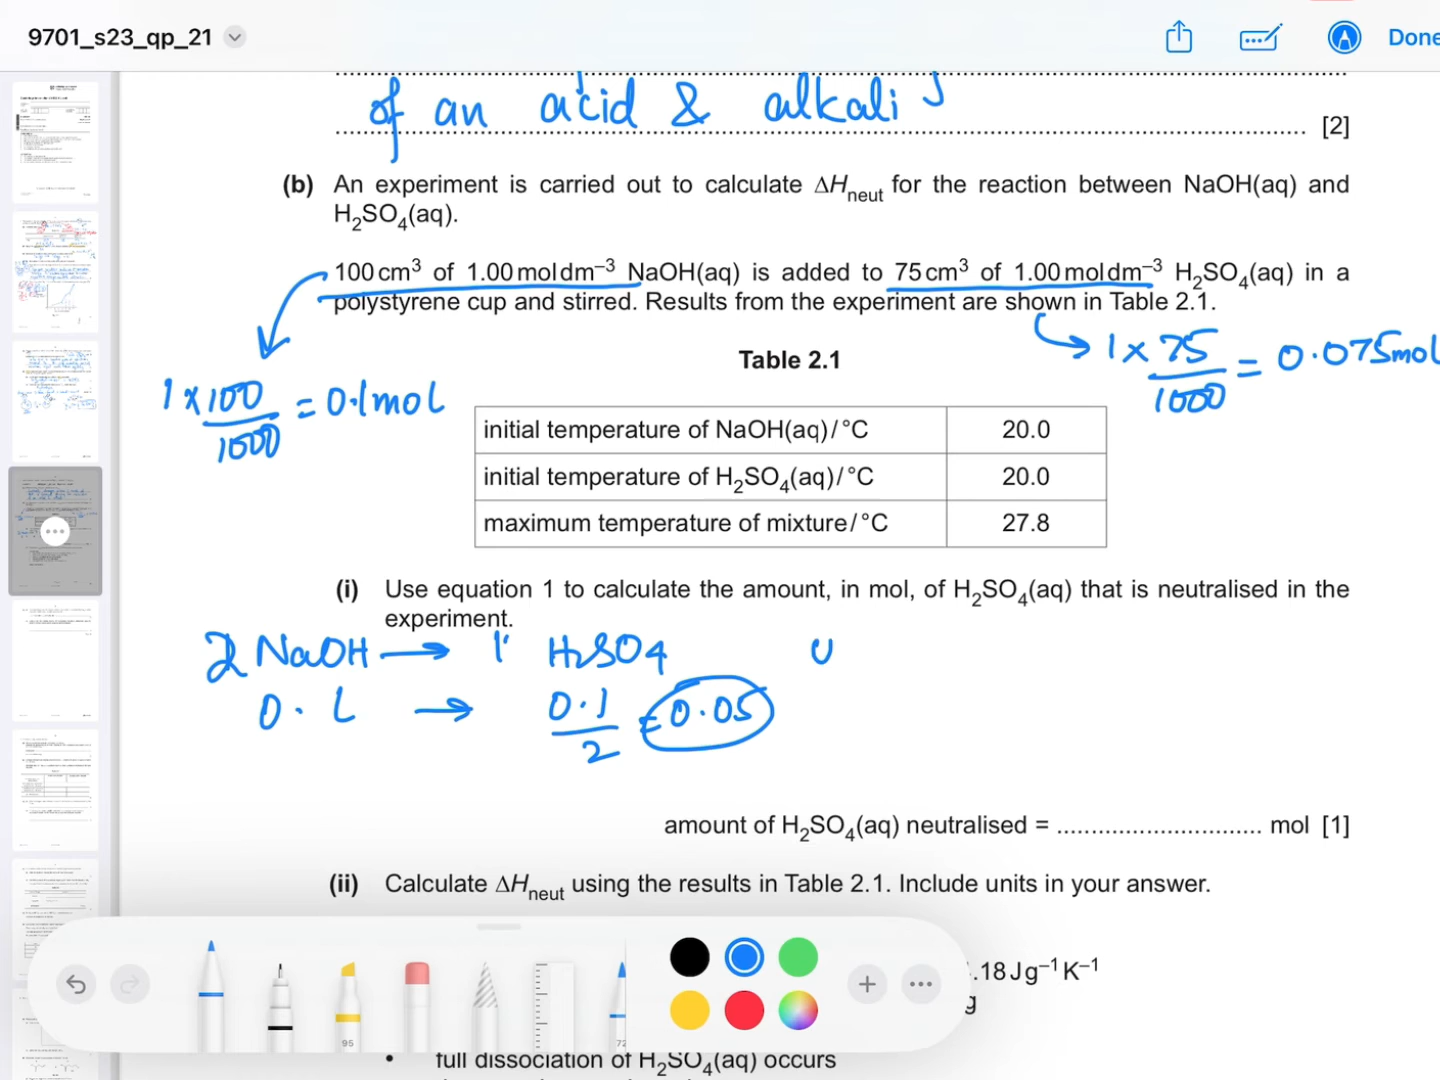 9701_s23_qp_21
Done
of an acid & alkali
[2]
(b) An experiment is carried out to calculate ΔHneut for the reaction between NaOH(aq) and
H2SO4(aq).
100 cm³ of 1.00 mol dm⁻³ NaOH(aq) is added to 75 cm³ of 1.00 mol dm⁻³ H2SO4(aq) in a
polystyrene cup and stirred. Results from the experiment are shown in Table 2.1.
1 × 75/1000 = 0.075mol
Table 2.1
1 × 100/1000 = 0.1mol
initial temperature of NaOH(aq)/°C 20.0
initial temperature of H2SO4(aq)/°C 20.0
maximum temperature of mixture/°C 27.8
(i) Use equation 1 to calculate the amount, in mol, of H2SO4(aq) that is neutralised in the
experiment.
2 NaOH → 1 H2SO4
0.1 → 0.1/2 = 0.05
amount of H2SO4(aq) neutralised = ............................. mol [1]
(ii) Calculate ΔHneut using the results in Table 2.1. Include units in your answer.
.18 J g⁻¹ K⁻¹
g
95
72
• full dissociation of H2SO4(aq) occurs